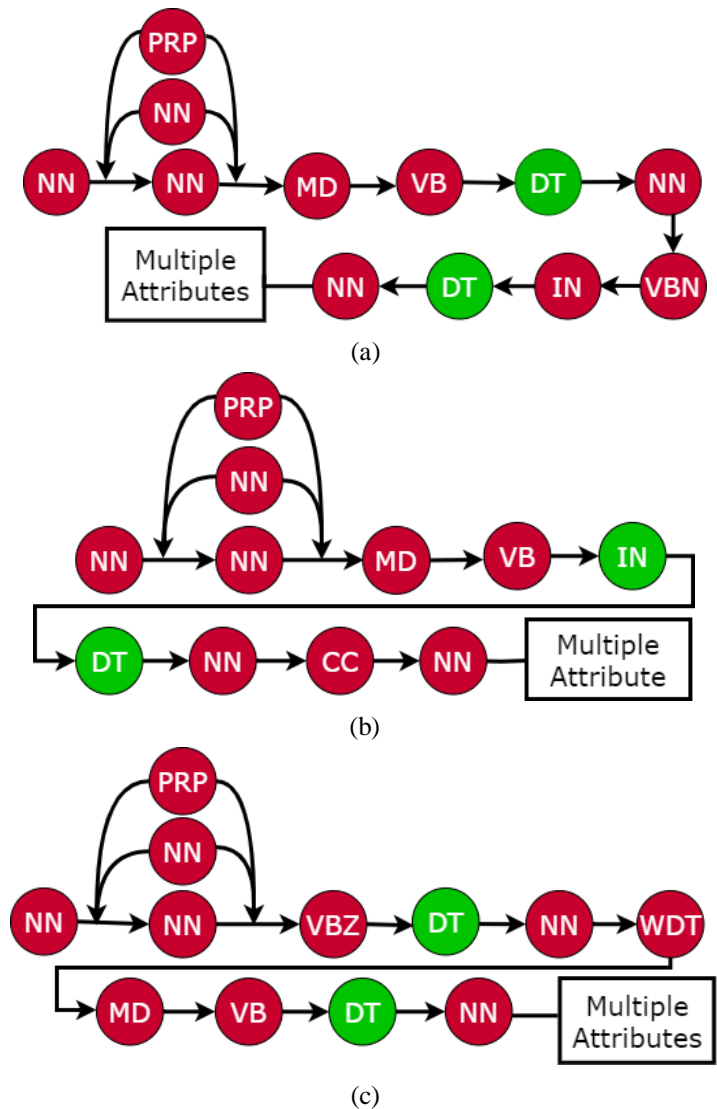 PRP
NN
NN NN MD VB DT NN
Multiple
Attributes
NN DT IN VBN
(a)
PRP
NN
NN NN MD VB IN
DT NN CC NN
Multiple
Attribute
(b)
PRP
NN
NN NN VBZ DT NN WDT
MD VB DT NN
Multiple
Attributes
(c)